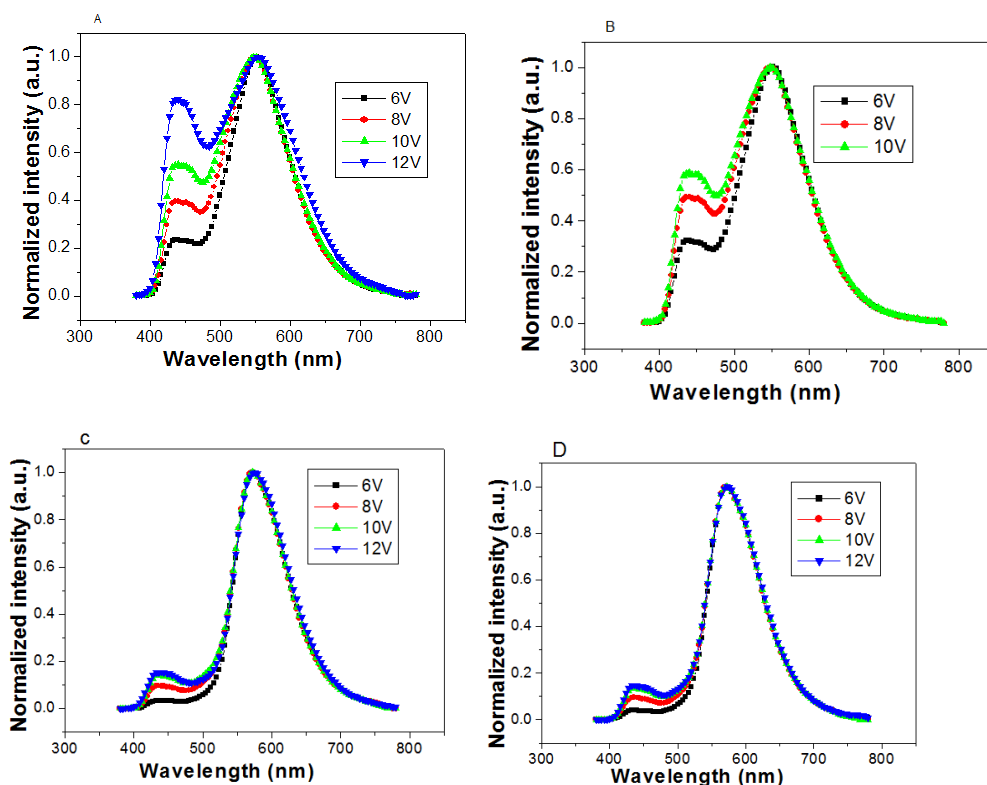 A
Normalized intensity (a.u.)
1.0
0.8
0.6
0.4
0.2
0.0
6V
8V
10V
12V
300 400 500 600 700 800
Wavelength (nm)
B
Normalized intensity (a.u.)
1.0
0.8
0.6
0.4
0.2
0.0
6V
8V
10V
300 400 500 600 700 800
Wavelength (nm)
C
Normalized intensity (a.u.)
1.0
0.8
0.6
0.4
0.2
0.0
6V
8V
10V
12V
300 400 500 600 700 800
Wavelength (nm)
D
Normalized intensity (a.u.)
1.0
0.8
0.6
0.4
0.2
0.0
6V
8V
10V
12V
300 400 500 600 700 800
Wavelength (nm)